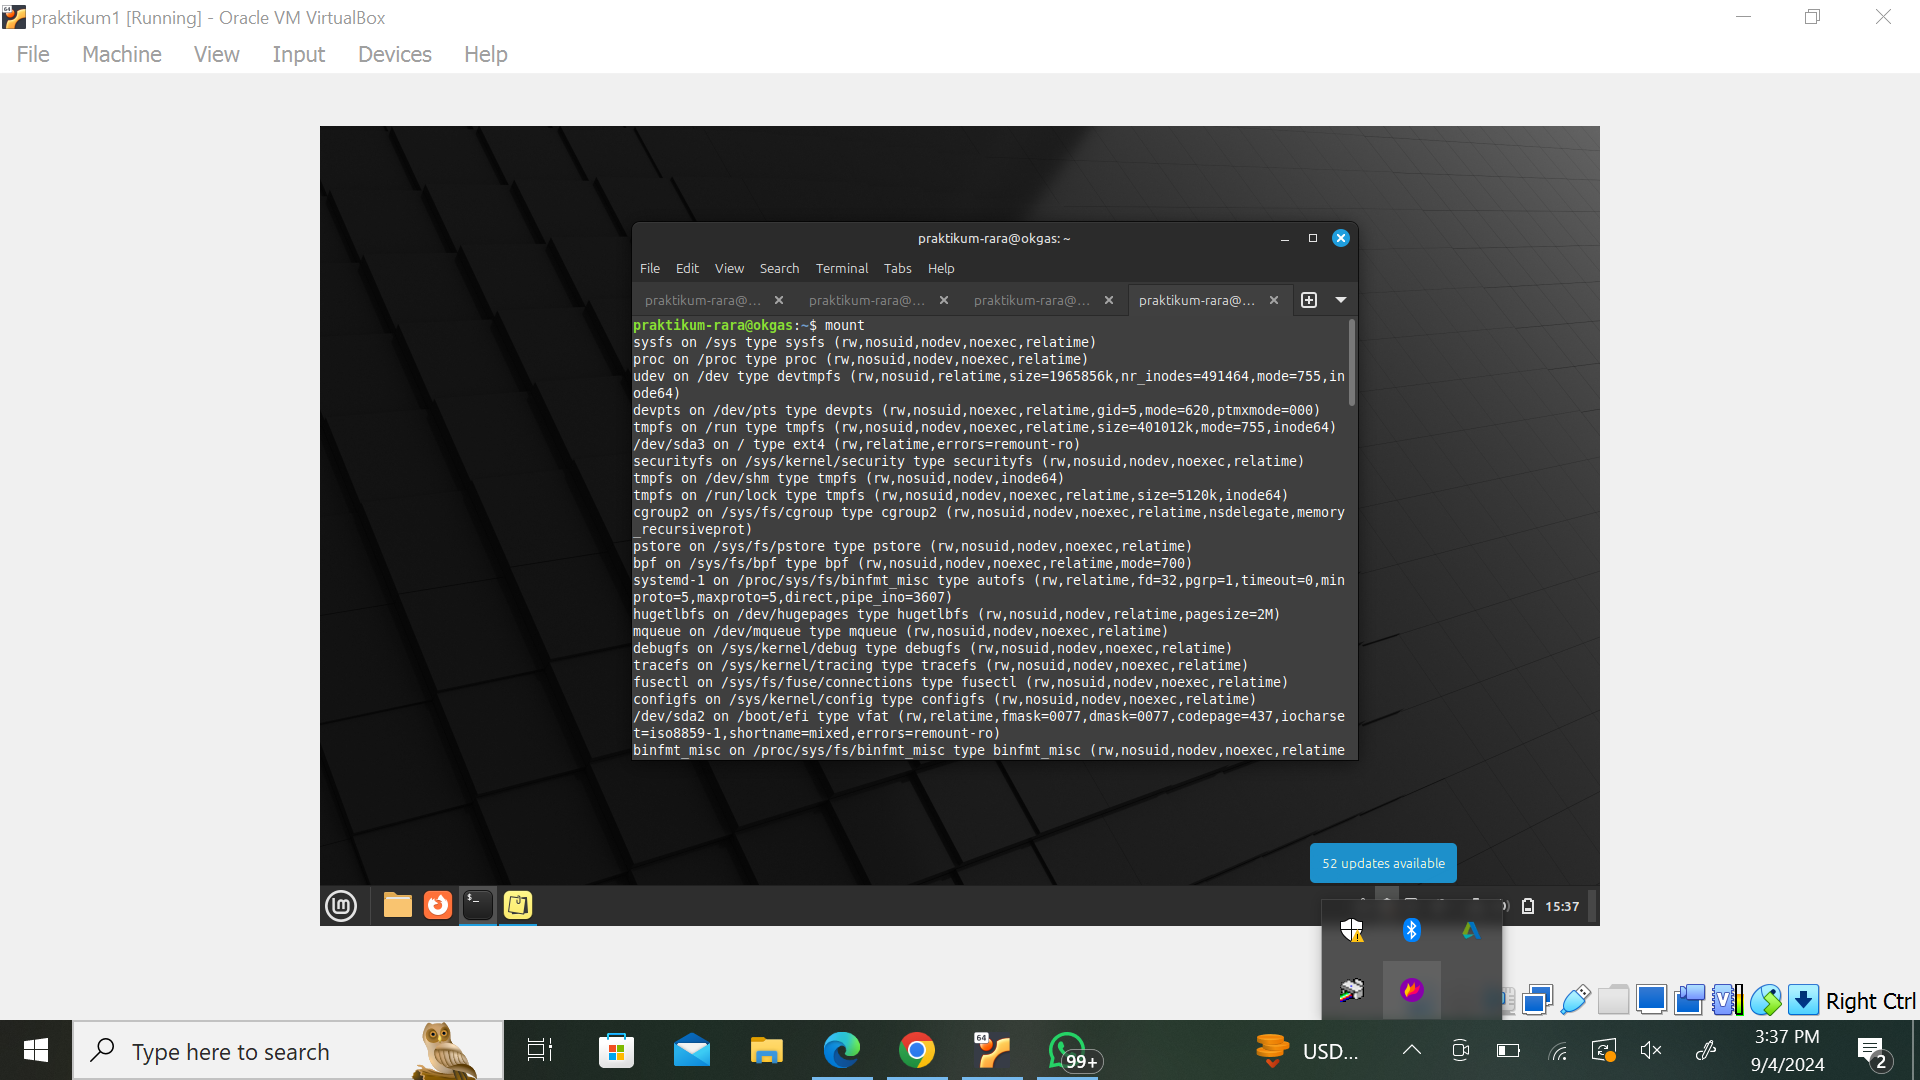 praktikum1 [Running] - Oracle VM VirtualBox
File Machine View Input Devices Help
praktikum-rara@okgas: ~
File Edit View Search Terminal Tabs Help
praktikum-rara@... praktikum-rara@... praktikum-rara@... praktikum-rara@...
praktikum-rara@okgas:~$ mount
sysfs on /sys type sysfs (rw,nosuid,nodev,noexec,relatime)
proc on /proc type proc (rw,nosuid,nodev,noexec,relatime)
udev on /dev type devtmpfs (rw,nosuid,relatime,size=1965856k,nr_inodes=491464,mode=755,in
ode64)
devpts on /dev/pts type devpts (rw,nosuid,noexec,relatime,gid=5,mode=620,ptmxmode=000)
tmpfs on /run type tmpfs (rw,nosuid,nodev,noexec,relatime,size=401012k,mode=755,inode64)
/dev/sda3 on / type ext4 (rw,relatime,errors=remount-ro)
securityfs on /sys/kernel/security type securityfs (rw,nosuid,nodev,noexec,relatime)
tmpfs on /dev/shm type tmpfs (rw,nosuid,nodev,inode64)
tmpfs on /run/lock type tmpfs (rw,nosuid,nodev,noexec,relatime,size=5120k,inode64)
cgroup2 on /sys/fs/cgroup type cgroup2 (rw,nosuid,nodev,noexec,relatime,nsdelegate,memory
_recursiveprot)
pstore on /sys/fs/pstore type pstore (rw,nosuid,nodev,noexec,relatime)
bpf on /sys/fs/bpf type bpf (rw,nosuid,nodev,noexec,relatime,mode=700)
systemd-1 on /proc/sys/fs/binfmt_misc type autofs (rw,relatime,fd=32,pgrp=1,timeout=0,min
proto=5,maxproto=5,direct,pipe_ino=3607)
hugetlbfs on /dev/hugepages type hugetlbfs (rw,nosuid,nodev,relatime,pagesize=2M)
mqueue on /dev/mqueue type mqueue (rw,nosuid,nodev,noexec,relatime)
debugfs on /sys/kernel/debug type debugfs (rw,nosuid,nodev,noexec,relatime)
tracefs on /sys/kernel/tracing type tracefs (rw,nosuid,nodev,noexec,relatime)
fusectl on /sys/fs/fuse/connections type fusectl (rw,nosuid,nodev,noexec,relatime)
configfs on /sys/kernel/config type configfs (rw,nosuid,nodev,noexec,relatime)
/dev/sda2 on /boot/efi type vfat (rw,relatime,fmask=0077,dmask=0077,codepage=437,iocharse
t=iso8859-1,shortname=mixed,errors=remount-ro)
binfmt_misc on /proc/sys/fs/binfmt_misc type binfmt_misc (rw,nosuid,nodev,noexec,relatime
52 updates available
15:37
Right Ctrl
Type here to search
64
99+
USD...
3:37 PM
9/4/2024
2